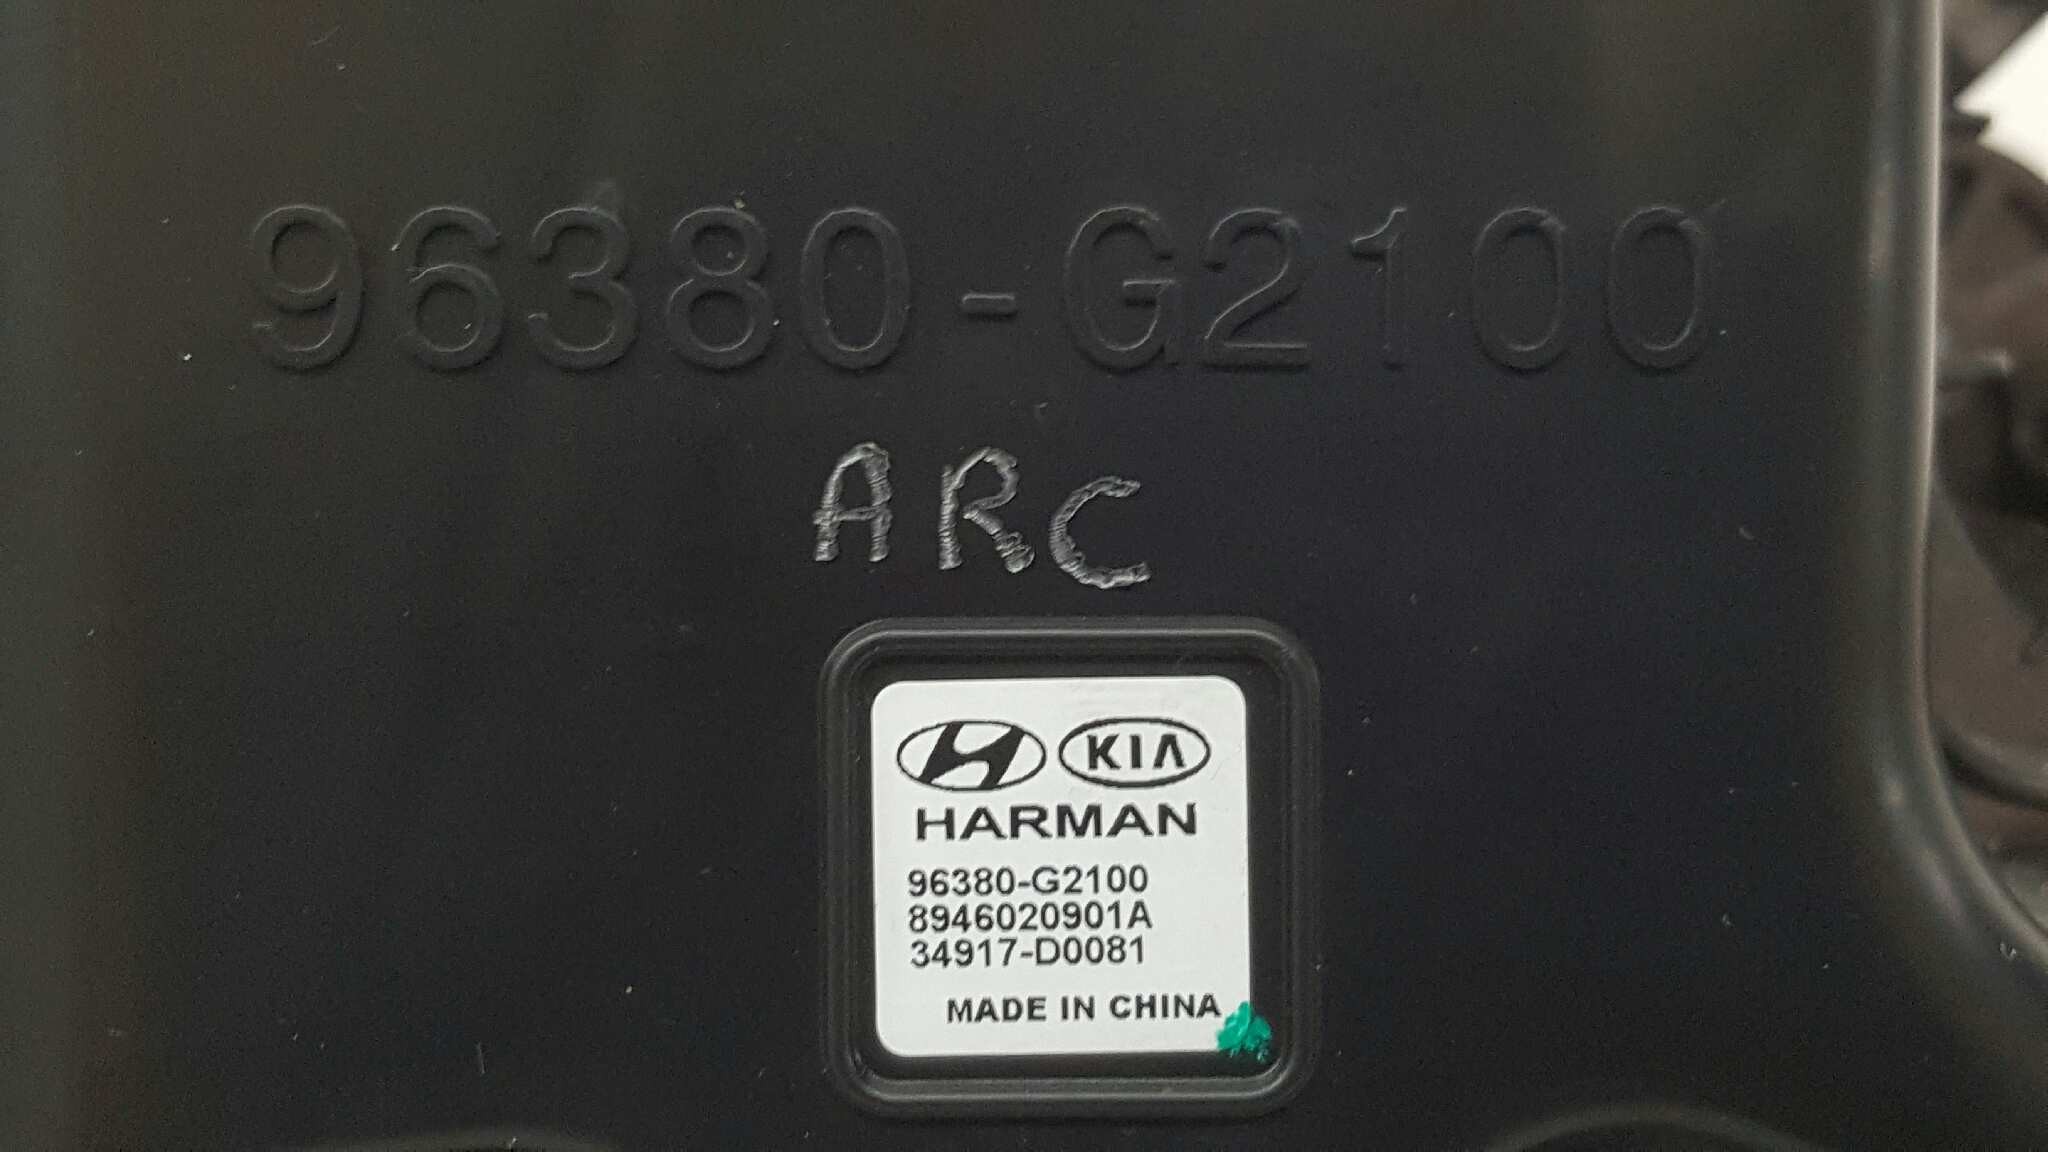 96380-G2100
ARC
KIA
HARMAN
96380-G2100
8946020901A
34917-D0081
MADE IN CHINA